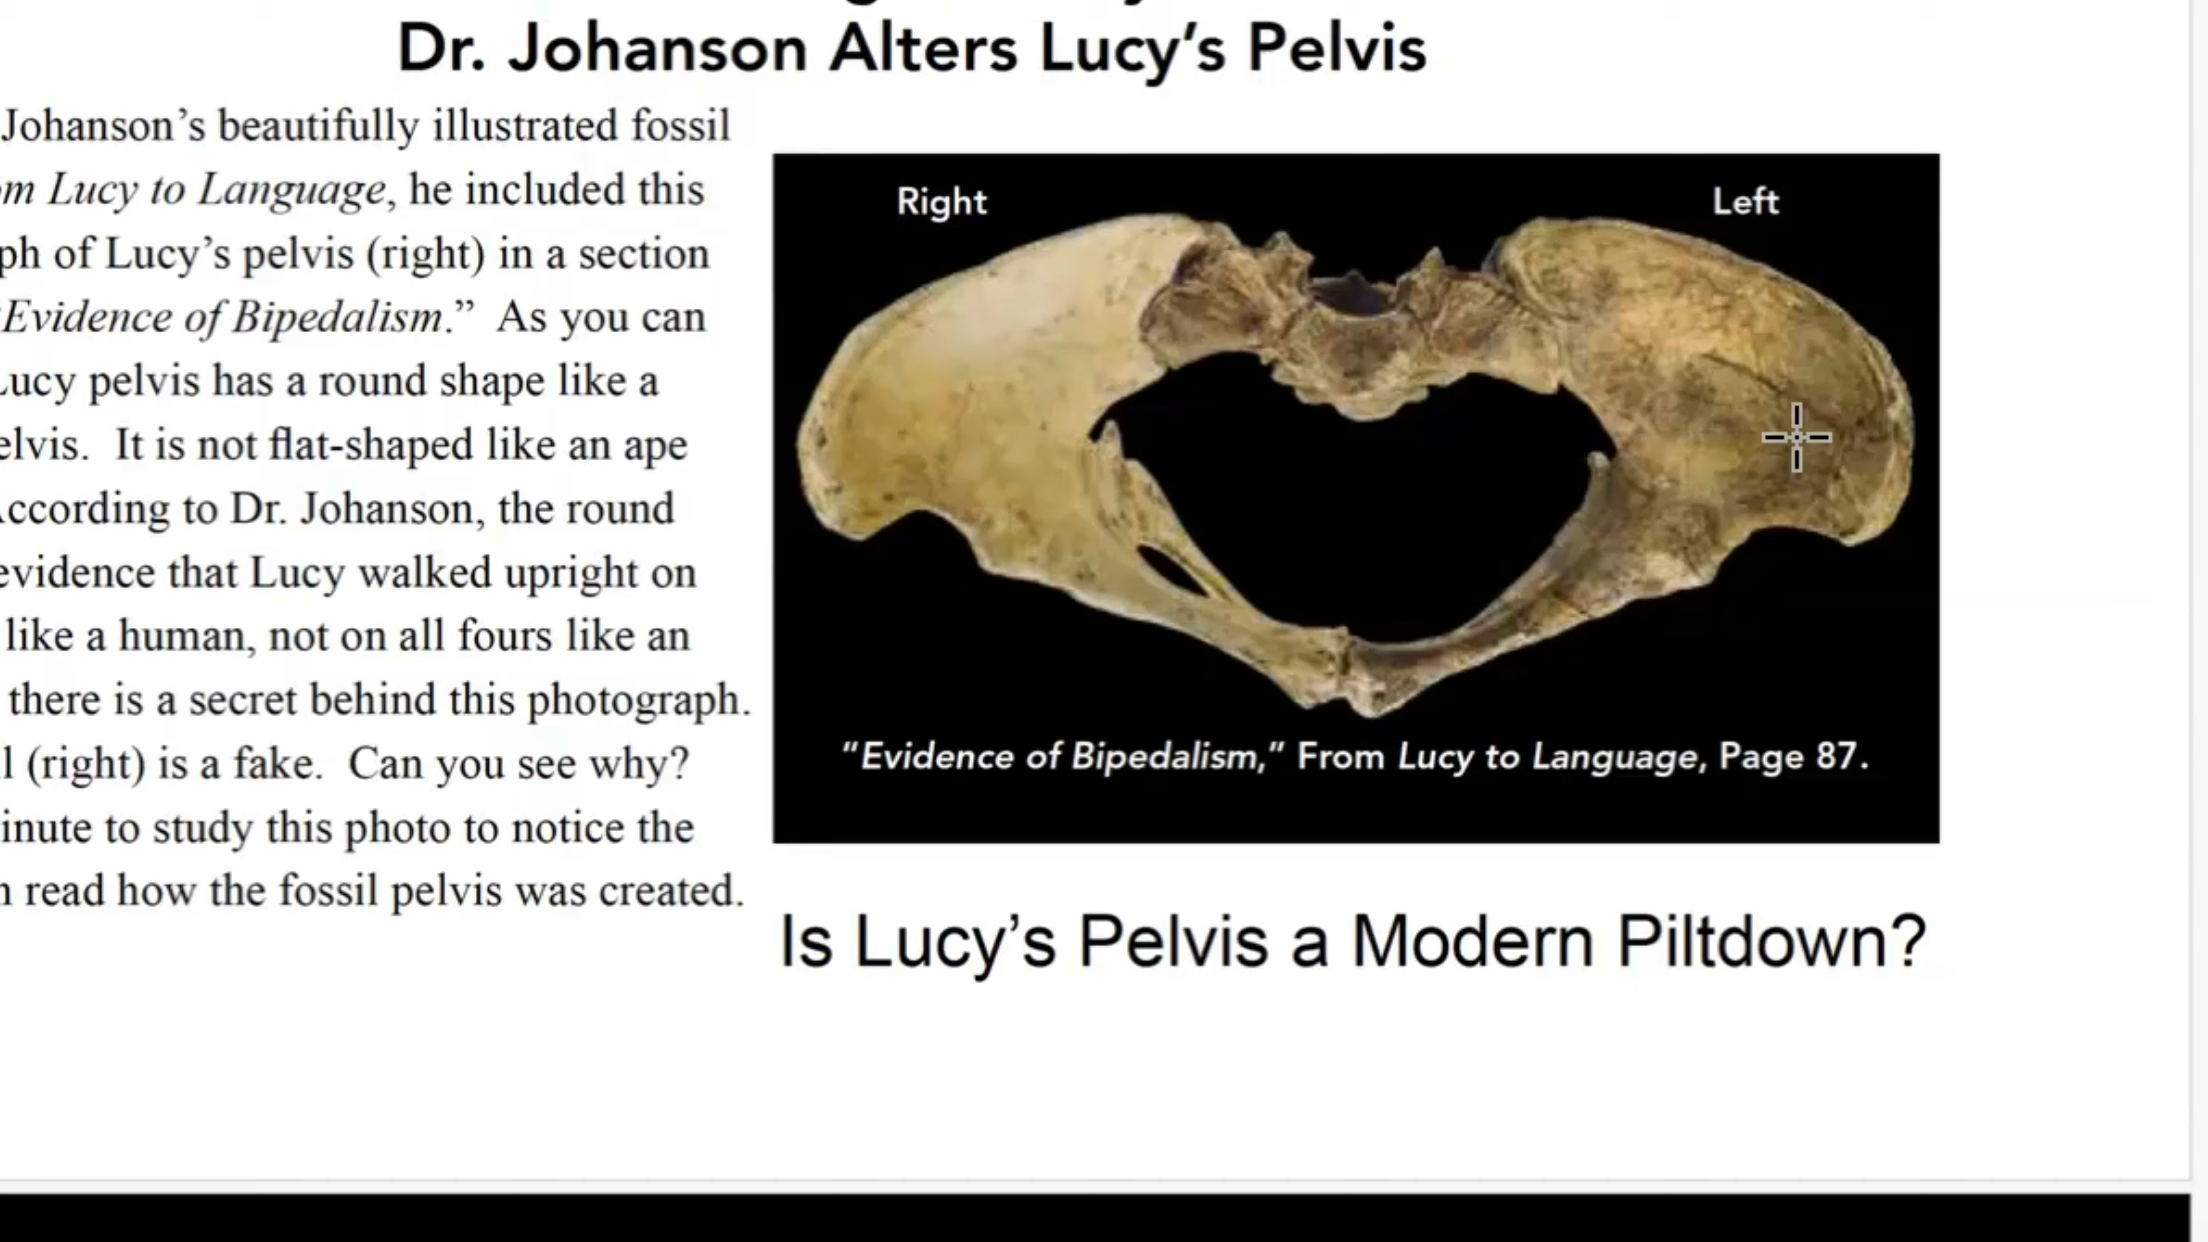 Dr. Johanson Alters Lucy's Pelvis
Johanson's beautifully illustrated fossil
Lucy to Language, he included this
of Lucy's pelvis (right) in a section
“Evidence of Bipedalism.” As you can
Lucy pelvis has a round shape like a
It is not flat-shaped like an ape
According to Dr. Johanson, the round
evidence that Lucy walked upright on
like a human, not on all fours like an
there is a secret behind this photograph.
(right) is a fake. Can you see why?
to study this photo to notice the
read how the fossil pelvis was created.
Right
Left
“Evidence of Bipedalism,” From Lucy to Language, Page 87.
Is Lucy's Pelvis a Modern Piltdown?